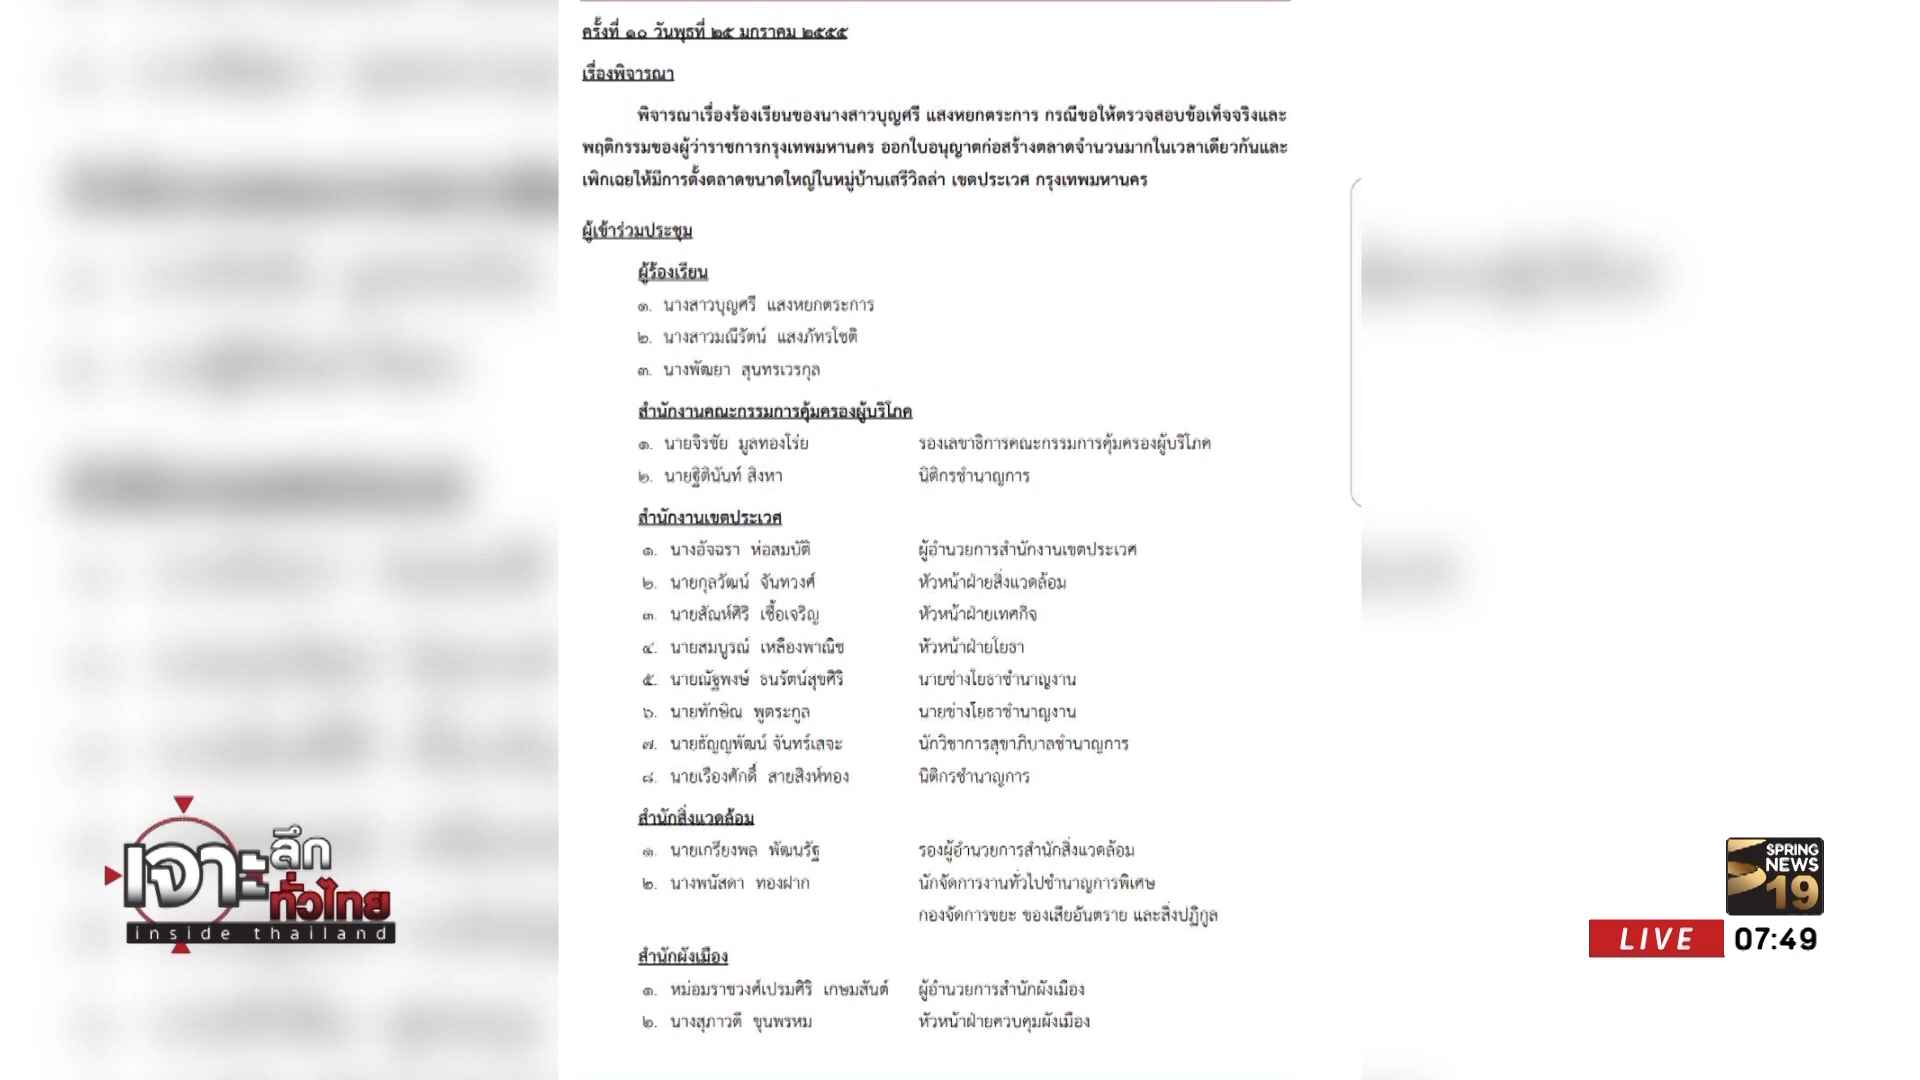 ครั้งที่ ๑๐ วันพุธที่ ๒๕ มกราคม ๒๕๕๕
เรื่องพิจารณา
พิจารณาเรื่องร้องเรียนของนางสาวบุญศรี แสงหยกตระการ กรณีขอให้ตรวจสอบข้อเท็จจริงและ
พฤติกรรมของผู้ว่าราชการกรุงเทพมหานคร ออกใบอนุญาตก่อสร้างตลาดจำนวนมากในเวลาเดียวกันและ
เพิกเฉยให้มีการตั้งตลาดขนาดใหญ่ในหมู่บ้านเสรีวิลล่า เขตประเวศ กรุงเทพมหานคร
ผู้เข้าร่วมประชุม
ผู้ร้องเรียน
๑. นางสาวบุญศรี แสงหยกตระการ
๒. นางสาวมณีรัตน์ แสงภัทรโชติ
๓. นางพัฒยา สุนทรเวรกุล
สำนักงานคณะกรรมการคุ้มครองผู้บริโภค
๑. นายจิรชัย มูลทองโร่ย รองเลขาธิการคณะกรรมการคุ้มครองผู้บริโภค
๒. นายฐิตินันท์ สิงหา นิติกรชำนาญการ
สำนักงานเขตประเวศ
๑. นางอัจฉรา ห่อสมบัติ ผู้อำนวยการสำนักงานเขตประเวศ
๒. นายกุลวัฒน์ จันทวงศ์ หัวหน้าฝ่ายสิ่งแวดล้อม
๓. นายสัณห์ศิริ เชื้อเจริญ หัวหน้าฝ่ายเทศกิจ
๔. นายสมบูรณ์ เหลืองพาณิช หัวหน้าฝ่ายโยธา
๕. นายณัฐพงษ์ ธนรัตน์สุขศิริ นายช่างโยธาชำนาญงาน
๖. นายทักษิณ พูตระกูล นายช่างโยธาชำนาญงาน
๗. นายธัญญพัฒน์ จันทร์เสจะ นักวิชาการสุขาภิบาลชำนาญการ
๘. นายเรืองศักดิ์ สายสิงห์ทอง นิติกรชำนาญการ
สำนักสิ่งแวดล้อม
๑. นายเกรียงพล พัฒนรัฐ รองผู้อำนวยการสำนักสิ่งแวดล้อม
๒. นางพนัสดา ทองฝาก นักจัดการงานทั่วไปชำนาญการพิเศษ
กองจัดการขยะ ของเสียอันตราย และสิ่งปฏิกูล
สำนักผังเมือง
๑. หม่อมราชวงศ์เปรมศิริ เกษมสันต์ ผู้อำนวยการสำนักผังเมือง
๒. นางสุภาวดี ขุนพรหม หัวหน้าฝ่ายควบคุมผังเมือง
เจาะลึก
ทั่วไทย
inside thailand
SPRING
NEWS
19
LIVE 07:49